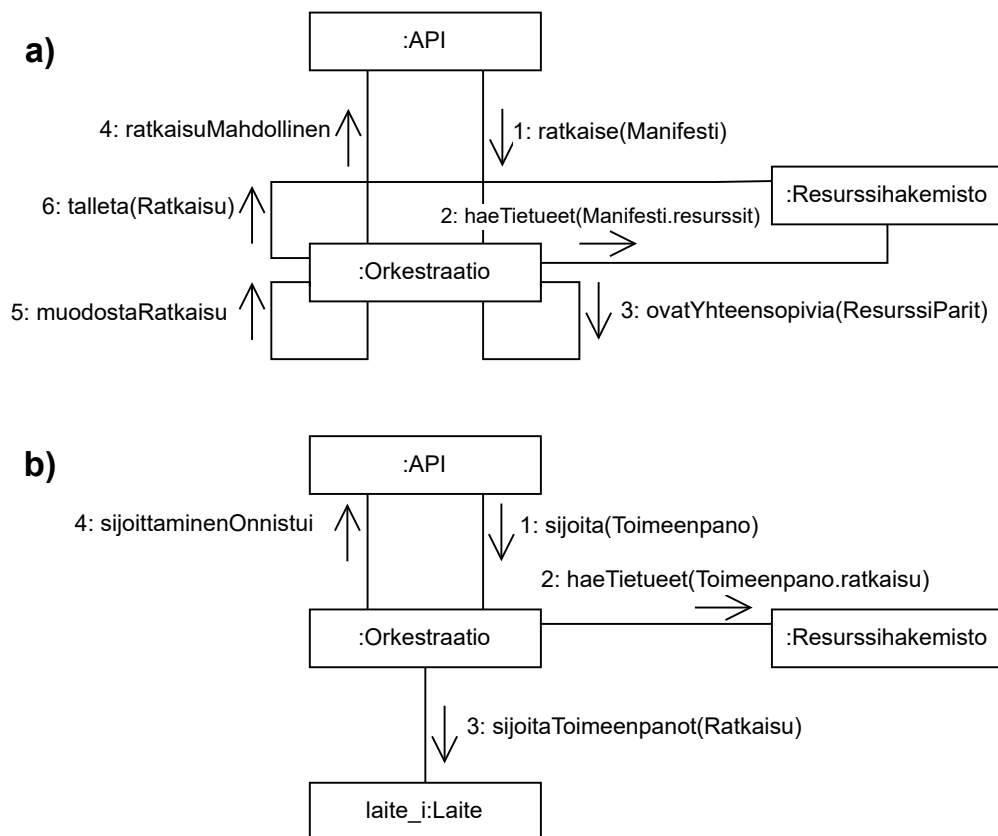 a)
:API
4: ratkaisuMahdollinen
1: ratkaise(Manifesti)
6: talleta(Ratkaisu)
2: haeTietueet(Manifesti.resurssit)
:Resurssihakemisto
:Orkestraatio
5: muodostaRatkaisu
3: ovatYhteensopivia(ResurssiParit)
b)
:API
4: sijoittaminenOnnistui
1: sijoita(Toimeenpano)
2: haeTietueet(Toimeenpano.ratkaisu)
:Orkestraatio
:Resurssihakemisto
3: sijoitaToimeenpanot(Ratkaisu)
laite_i:Laite